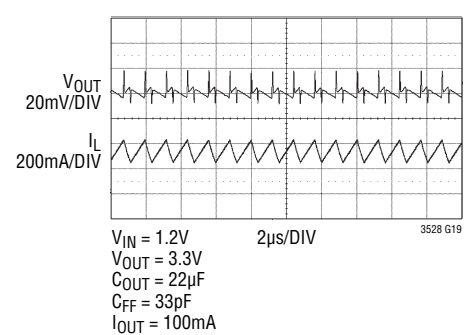 VOUT
20mV/DIV
IL
200mA/DIV
3528 G19
VIN = 1.2V
2µs/DIV
VOUT = 3.3V
COUT = 22µF
CFF = 33pF
IOUT = 100mA